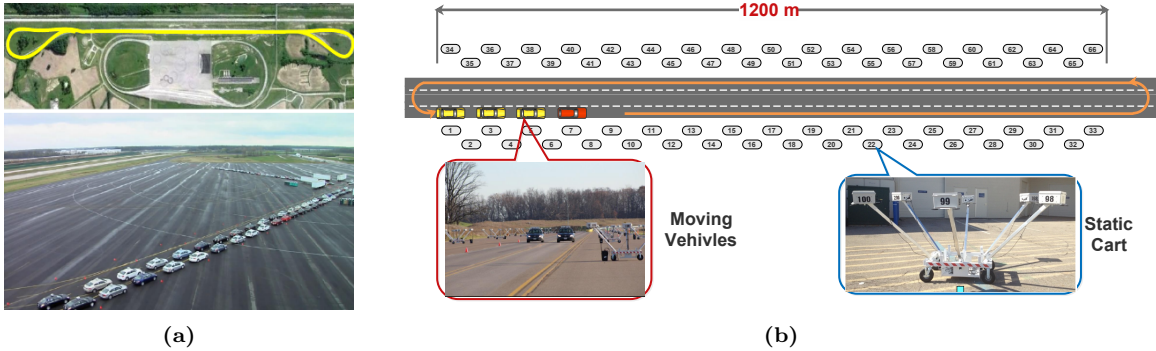 1200 m
34 36 38 40 42 44 46 48 50 52 54 56 58 60 62 64 66
35 37 39 41 43 45 47 49 51 53 55 57 59 61 63 65
1 3 5 7 9 11 13 15 17 19 21 23 25 27 29 31 33
2 4 6 8 10 12 14 16 18 20 22 24 26 28 30 32
Moving
Vehivles
100 99 98
Static
Cart
(a)
(b)